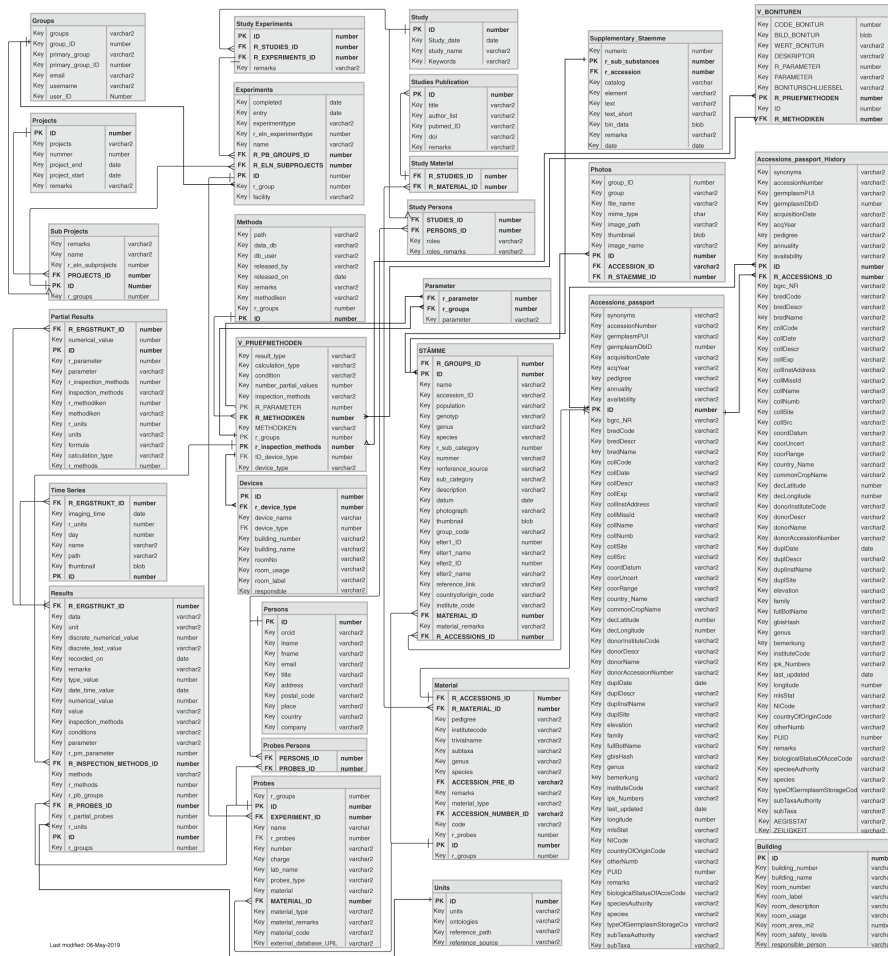 Groups
Key groups varchar2
Key group_ID number
Key primary_group varchar2
Key primary_group_ID number
Key email varchar2
Key username varchar2
Key user_ID Number
Projects
PK ID number
Key projects varchar2
Key nummer number
Key project_end date
Key project_start date
Key remarks varchar2
Sub Projects
Key remarks varchar2
Key name varchar2
Key r_eln_subprojects number
FK PROJECTS_ID number
PK ID Number
Key r_groups number
Partial Results
FK R_ERGSTRUKT_ID number
Key numerical_value number
PK ID number
Key r_parameter number
Key parameter varchar2
Key r_inspection_methods number
Key inspection_methods varchar2
Key r_methodiken number
Key methodiken varchar2
Key r_units number
Key units varchar2
Key formula varchar2
Key calculation_type varchar2
Key r_methods number
Time Series
FK R_ERGSTRUKT_ID number
Key imaging_time date
Key r_units number
Key day number
Key name varchar2
Key path varchar2
Key thumbnail blob
PK ID number
Results
FK R_ERGSTRUKT_ID number
Key data varchar2
Key unit varchar2
Key discrete_numerical_value number
Key discrete_text_value varchar2
Key recorded_on date
Key remarks varchar2
Key type_value number
Key date_time_value date
Key numerical_value number
Key value varchar2
Key inspection_methods varchar2
Key conditions varchar2
Key parameter varchar2
Key r_pm_parameter number
FK R_INSPECTION_METHODS_ID number
Key methods varchar2
Key r_methods number
Key r_pb_groups number
FK R_PROBES_ID number
Key r_partial_probes number
Key r_units number
PK ID number
Key r_groups number
Last modified: 06-May-2019
Study Experiments
PK ID number
FK R_STUDIES_ID number
FK R_EXPERIMENTS_ID number
Key remarks varchar2
Experiments
Key completed date
Key entry date
Key experimenttype varchar2
Key r_eln_experimenttype number
Key name varchar2
FK R_PB_GROUPS_ID number
FK R_ELN_SUBPROJECTS number
PK ID number
Key r_group number
Key facility varchar2
Methods
Key path varchar2
Key data_db varchar2
Key db_user varchar2
Key released_by varchar2
Key released_on date
Key remarks varchar2
Key methodiken varchar2
Key r_groups number
PK ID number
V_PRUEFMETHODEN
Key result_type varchar2
Key calculation_type varchar2
Key condition varchar2
Key number_partial_values number
Key inspection_methods varchar2
FK R_PARAMETER number
FK R_METHODIKEN number
Key METHODIKEN varchar2
Key r_groups number
PK r_inspection_methods number
FK ID_device_type number
Key device_type varchar2
Devices
PK ID number
FK r_device_type number
Key device_name varchar
FK device_type number
Key building_number varchar2
Key building_name varchar2
Key roomNo varchar2
Key room_usage varchar2
Key room_label varchar2
Key responsible varchar2
Persons
PK ID number
Key orcid varchar2
Key lname varchar2
Key fname varchar2
Key email varchar2
Key title varchar2
Key address varchar2
Key postal_code varchar2
Key place varchar2
Key country varchar2
Key company varchar2
Probes Persons
FK PERSONS_ID number
FK PROBES_ID number
Probes
Key r_groups number
PK ID number
FK EXPERIMENT_ID number
Key name varchar
FK r_probes number
Key number varchar2
Key charge varchar2
Key lab_name varchar2
Key probes_type varchar2
Key material varchar2
FK MATERIAL_ID number
Key material_type varchar2
Key material_remarks varchar2
Key material_code varchar2
Key external_database_URL varchar2
Study
PK ID number
Key Study_date date
Key study_name varchar2
Key Keywords varchar2
Studies Publication
PK ID number
Key title varchar2
Key author_list varchar2
Key pubmed_ID varchar2
Key doi varchar2
Key remarks varchar2
Study Material
FK R_STUDIES_ID number
FK R_MATERIAL_ID number
Study Persons
FK STUDIES_ID number
FK PERSONS_ID number
Key roles varchar2
Key roles_remarks varchar2
Parameter
FK r_parameter number
FK r_groups number
Key parameter varchar2
STÄMME
FK R_GROUPS_ID number
PK ID number
Key name varchar2
Key accession_ID varchar2
Key population varchar2
Key genotyp varchar2
Key genus varchar2
Key species varchar2
Key r_sub_category number
Key nummer varchar2
Key renference_source varchar2
Key sub_category varchar2
Key description varchar2
Key datum date
Key photograph varchar2
Key thumbnail blob
Key group_code varchar2
Key elter1_ID number
Key elter1_name varchar2
Key elter2_ID number
Key elter2_name varchar2
Key reference_link varchar2
Key countryoforigin_code varchar2
Key institute_code varchar2
FK MATERIAL_ID number
Key material_remarks varchar2
FK R_ACCESSIONS_ID number
Material
FK R_ACCESSIONS_ID Number
FK R_MATERIAL_ID number
Key pedigree varchar2
Key institutecode varchar2
Key trivialname varchar2
Key subtaxa varchar2
Key genus varchar2
Key species varchar2
FK ACCESSION_PRE_ID varchar2
Key remarks varchar2
Key material_type varchar2
FK ACCESSION_NUMBER_ID varchar2
Key code varchar2
Key r_probes number
PK ID number
Key r_groups number
Units
PK ID number
Key units varchar2
Key ontologies varchar2
Key reference_path varchar2
Key reference_source varchar2
Supplementary_Staemme
Key numeric number
PK r_sub_substances number
FK r_accession number
Key catalog varchar
Key element varchar2
Key text varchar2
Key text_short varchar2
Key bin_data blob
Key remarks varchar2
Key date date
Photos
Key group_ID number
Key group varchar2
Key file_name varchar2
Key mime_type char
Key image_path varchar2
Key thumbnail blob
Key image_name varchar2
PK ID number
FK ACCESSION_ID varchar2
FK R_STAEMME_ID number
Accessions_passport
Key synonyms varchar2
Key accessionNumber varchar2
Key germplasmPUI varchar2
Key germplasmDbID number
Key acquisitionDate varchar2
Key acqYear varchar2
key pedigree varchar2
Key annuality varchar2
Key availability varchar2
PK ID number
Key bgrc_NR varchar2
Key bredCode varchar2
Key bredDescr varchar2
key bredName varchar2
Key collCode varchar2
Key collDate varchar2
Key collDescr varchar2
Key collExp varchar2
Key collInstAddress varchar2
Key collMissId varchar2
Key collName varchar2
Key collNumb varchar2
Key collSite varchar2
Key collSrc varchar2
Key coordDatum varchar2
Key coorUncert varchar2
Key coorRange varchar2
Key country_Name varchar2
Key commonCropName varchar2
Key decLatitude number
key decLongitude number
Key donorInstituteCode varchar2
Key donorDescr varchar2
Key donorName varchar2
Key donorAccessionNumber varchar2
Key duplDate date
Key duplDescr varchar2
Key duplInstName varchar2
Key duplSite varchar2
Key elevation varchar2
Key family varchar2
Key fullBotName varchar2
Key gbisHash varchar2
Key genus varchar2
key bemerkung varchar2
Key instituteCode varchar2
Key ipk_Numbers varchar2
Key last_updated date
Key longitude number
Key mlsStat varchar2
Key NICode varchar2
Key countryOfOriginCode varchar2
Key otherNumb varchar2
Key PUID number
Key remarks varchar2
Key biologicalStatusOfAcceCode varchar2
Key speciesAuthority varchar2
Key species varchar2
Key typeOfGermplasmStorageCor varchar2
Key subTaxaAuthority varchar2
Key subTaxa varchar2
V_BONITUREN
Key CODE_BONITUR number
Key BILD_BONITUR blob
Key WERT_BONITUR varchar2
Key DESKRIPTOR varchar2
Key R_PARAMETER number
Key PARAMETER varchar2
Key BONITURSCHLUESSEL varchar2
PK R_PRUEFMETHODEN number
Key ID number
FK R_METHODIKEN number
Accessions_passport_History
Key synonyms varchar2
Key accessionNumber varchar2
Key germplasmPUI varchar2
Key germplasmDbID number
Key acquisitionDate varchar2
Key acqYear varchar2
key pedigree varchar2
Key annuality varchar2
Key availability varchar2
PK ID number
FK R_ACCESSIONS_ID number
Key bgrc_NR varchar2
Key bredCode varchar2
Key bredDescr varchar2
key bredName varchar2
Key collCode varchar2
Key collDate varchar2
Key collDescr varchar2
Key collExp varchar2
Key collInstAddress varchar2
Key collMissId varchar2
Key collName varchar2
Key collNumb varchar2
Key collSite varchar2
Key collSrc varchar2
Key coordDatum varchar2
Key coorUncert varchar2
Key coorRange varchar2
Key country_Name varchar2
Key commonCropName varchar2
Key decLatitude number
key decLongitude number
Key donorInstituteCode varchar2
Key donorDescr varchar2
Key donorName varchar2
Key donorAccessionNumber varchar2
Key duplDate date
Key duplDescr varchar2
Key duplInstName varchar2
Key duplSite varchar2
Key elevation varchar2
Key family varchar2
Key fullBotName varchar2
Key gbisHash varchar2
Key genus varchar2
key bemerkung varchar2
Key instituteCode varchar2
Key ipk_Numbers varchar2
Key last_updated date
Key longitude number
Key mlsStat varchar2
Key NICode varchar2
Key countryOfOriginCode varchar2
Key otherNumb varchar2
Key PUID number
Key remarks varchar2
Key biologicalStatusOfAcceCode varchar2
Key speciesAuthority varchar2
Key species varchar2
Key typeOfGermplasmStorageCod varchar2
Key subTaxaAuthority varchar2
Key subTaxa varchar2
Key AEGISSTAT varchar2
Key ZEILIGKEIT varchar2
Building
PK ID numb
Key building_number varcha
Key building_name varcha
Key room_number varcha
Key room_label varcha
Key room_description varcha
Key room_usage varcha
Key room_area_m2 numb
Key room_safety_ levels varcha
Key responsible_person varcha